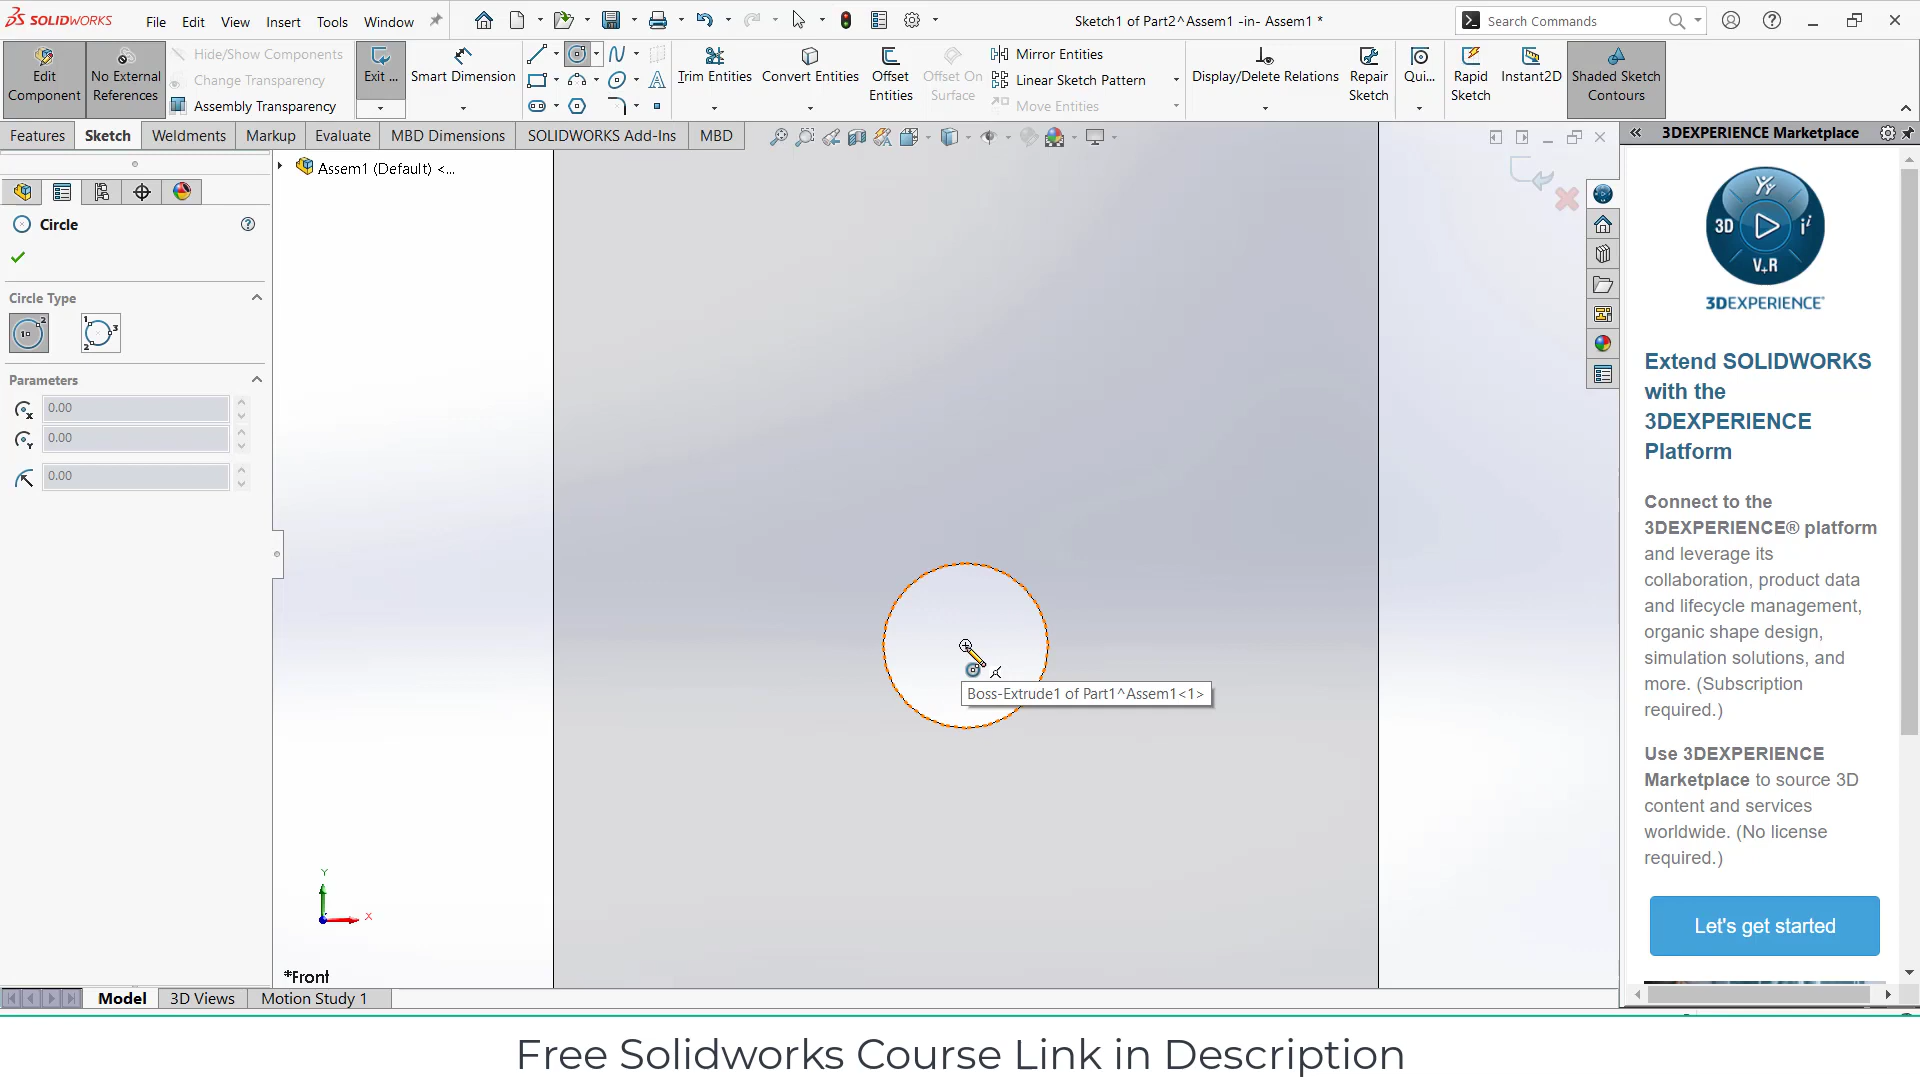 SOLIDWORKS
File Edit View Insert Tools Window
Sketch1 of Part2^Assem1 -in- Assem1 *
Search Commands
Edit Component
No External References
Hide/Show Components
Change Transparency
Assembly Transparency
Exit ...
Smart Dimension
Trim Entities
Convert Entities
Offset Entities
Offset On Surface
Mirror Entities
Linear Sketch Pattern
Move Entities
Display/Delete Relations
Repair Sketch
Qui...
Rapid Sketch
Instant2D
Shaded Sketch Contours
Features Sketch Weldments Markup Evaluate MBD Dimensions SOLIDWORKS Add-Ins MBD
3DEXPERIENCE Marketplace
Assem1 (Default) <...
Circle
Circle Type
Parameters
0.00
0.00
0.00
Boss-Extrude1 of Part1^Assem1<1>
Y
X
*Front
3D
V+R
3DEXPERIENCE
Extend SOLIDWORKS
with the
3DEXPERIENCE
Platform
Connect to the
3DEXPERIENCE® platform
and leverage its
collaboration, product data
and lifecycle management,
organic shape design,
simulation solutions, and
more. (Subscription
required.)
Use 3DEXPERIENCE
Marketplace to source 3D
content and services
worldwide. (No license
required.)
Let's get started
Model 3D Views Motion Study 1
Free Solidworks Course Link in Description